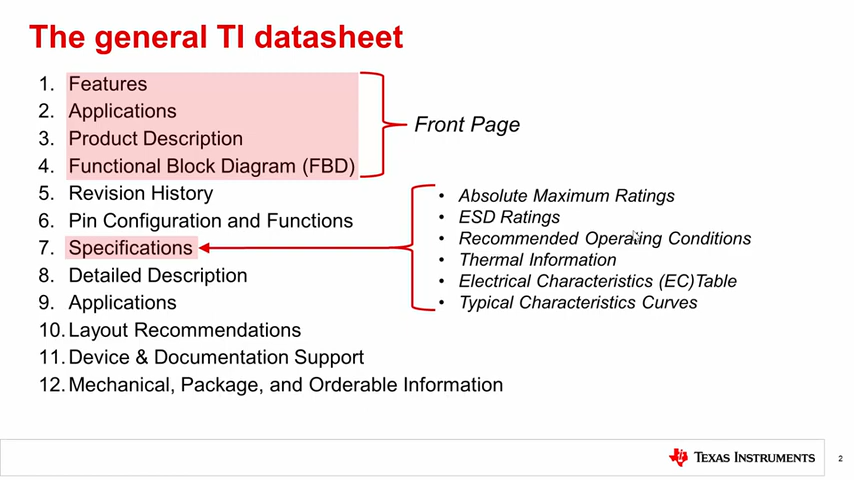 The general TI datasheet
1. Features
2. Applications
3. Product Description
4. Functional Block Diagram (FBD)
Front Page
5. Revision History
6. Pin Configuration and Functions
7. Specifications
• Absolute Maximum Ratings
• ESD Ratings
• Recommended Operating Conditions
• Thermal Information
• Electrical Characteristics (EC)Table
• Typical Characteristics Curves
8. Detailed Description
9. Applications
10. Layout Recommendations
11. Device & Documentation Support
12. Mechanical, Package, and Orderable Information
TEXAS INSTRUMENTS
2